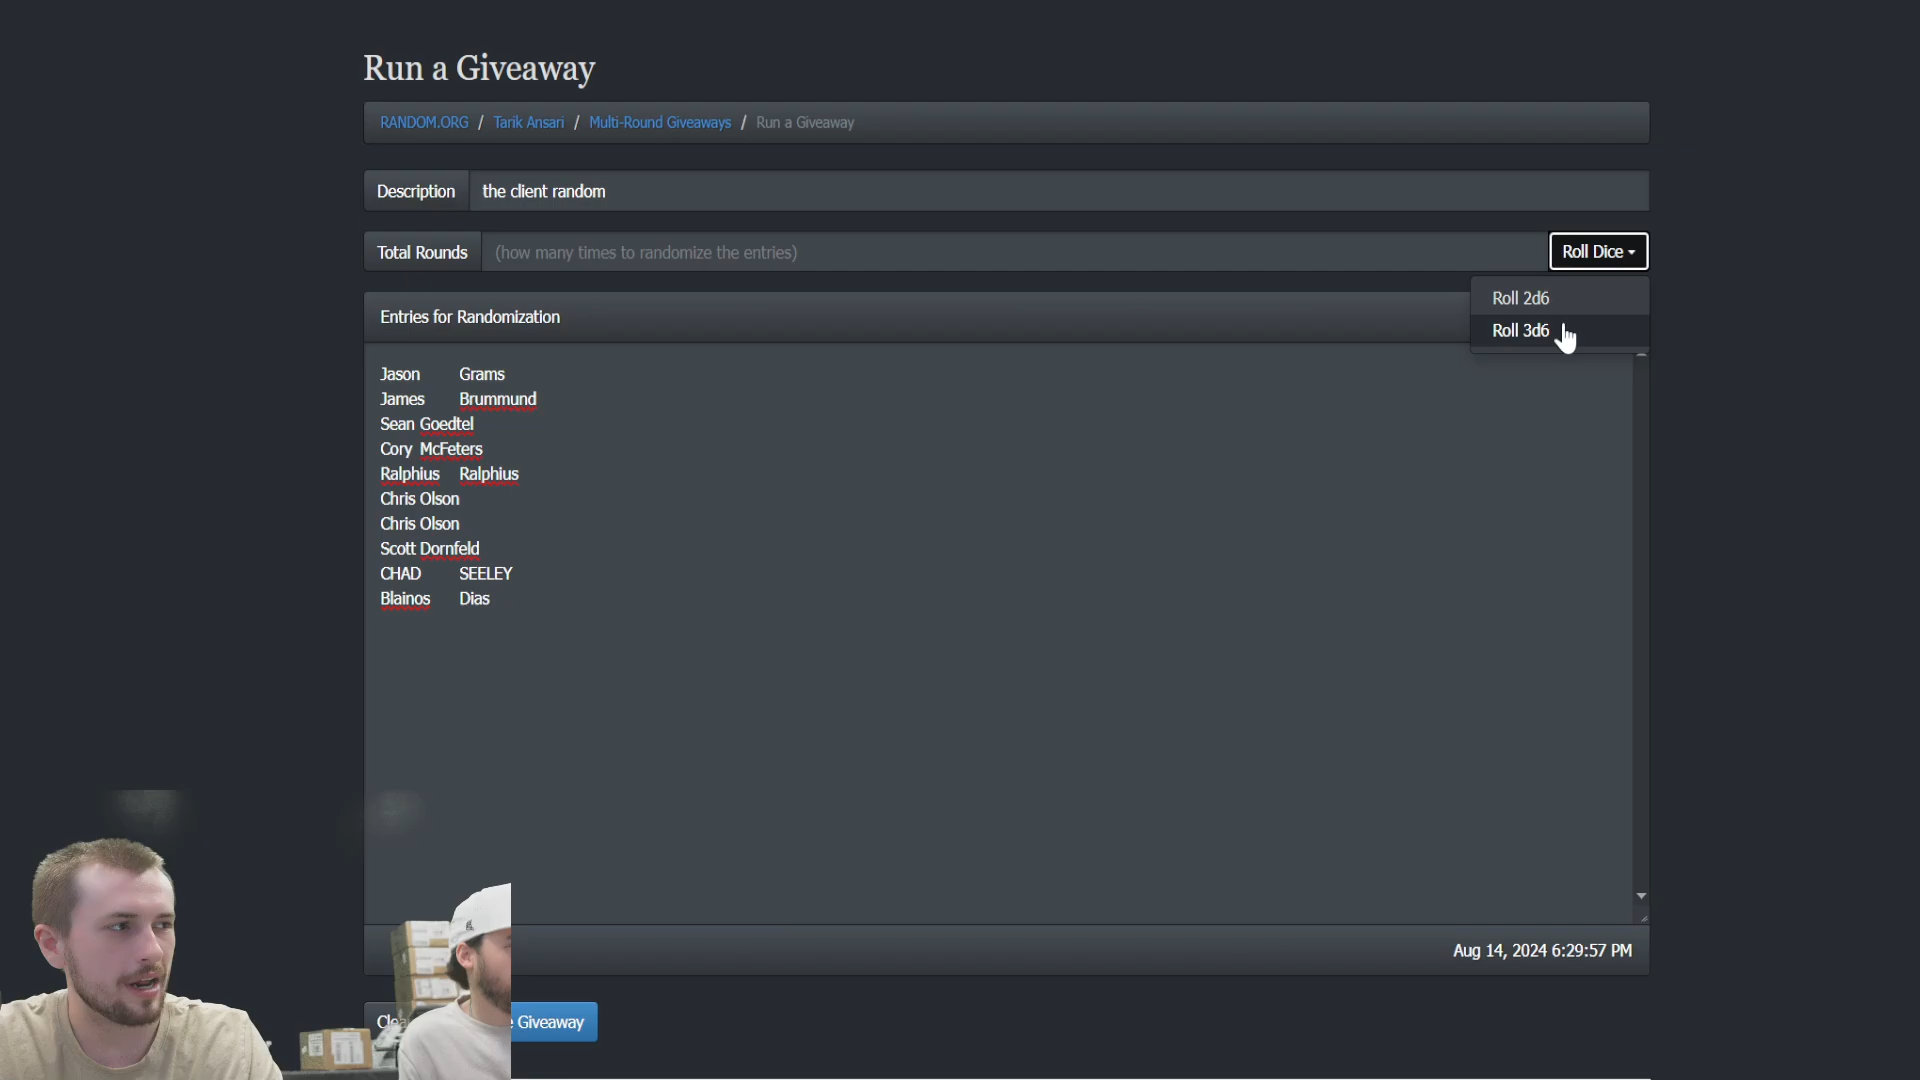 Run a Giveaway
RANDOM.ORG / Tarik Ansari / Multi-Round Giveaways / Run a Giveaway
Description the client random
Total Rounds (how many times to randomize the entries) Roll Dice
Roll 2d6
Entries for Randomization
Roll 3d6
Jason Grams
James Brummund
Sean Goedtel
Cory McFeters
Ralphius Ralphius
Chris Olson
Chris Olson
Scott Dornfeld
CHAD SEELEY
Blainos Dias
Aug 14, 2024 6:29:57 PM
Giveaway